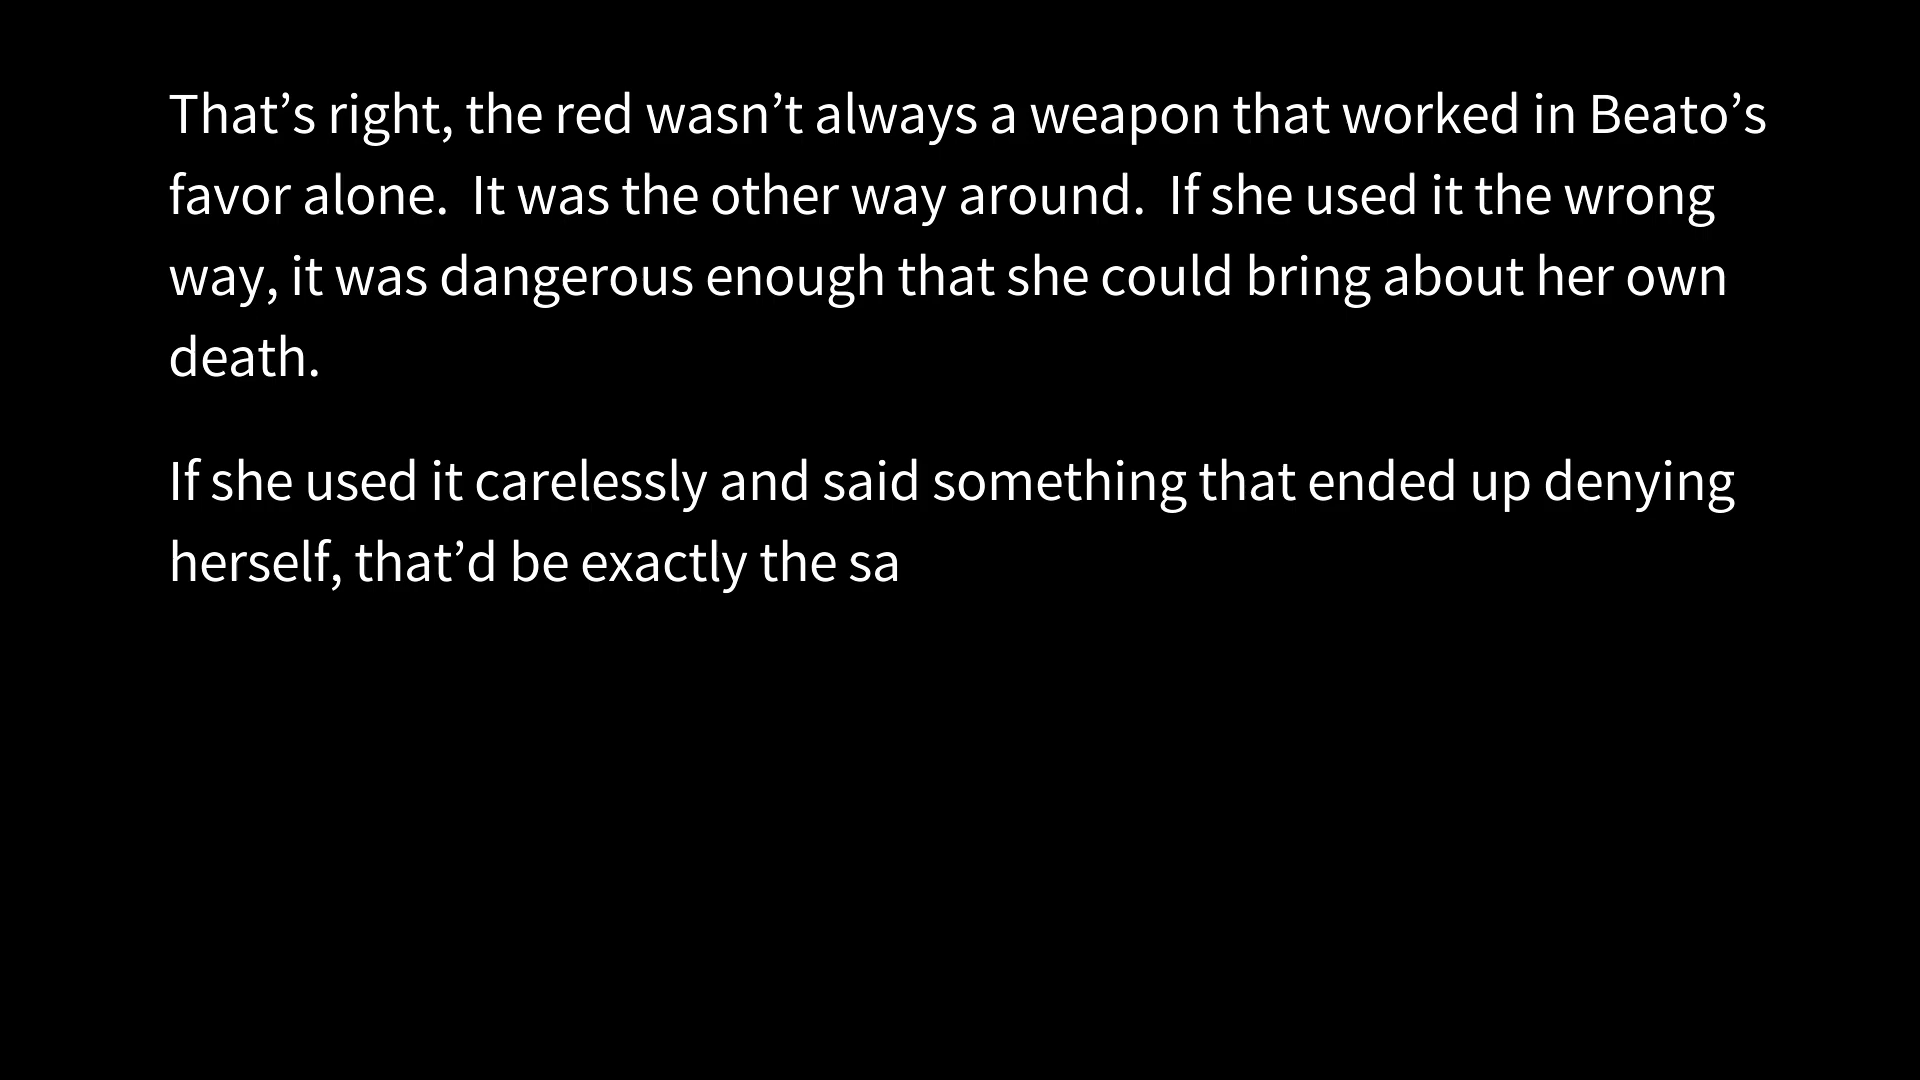 That’s right, the red wasn’t always a weapon that worked in Beato’s
favor alone.  It was the other way around.  If she used it the wrong
way, it was dangerous enough that she could bring about her own
death.
If she used it carelessly and said something that ended up denying
herself, that’d be exactly the sa